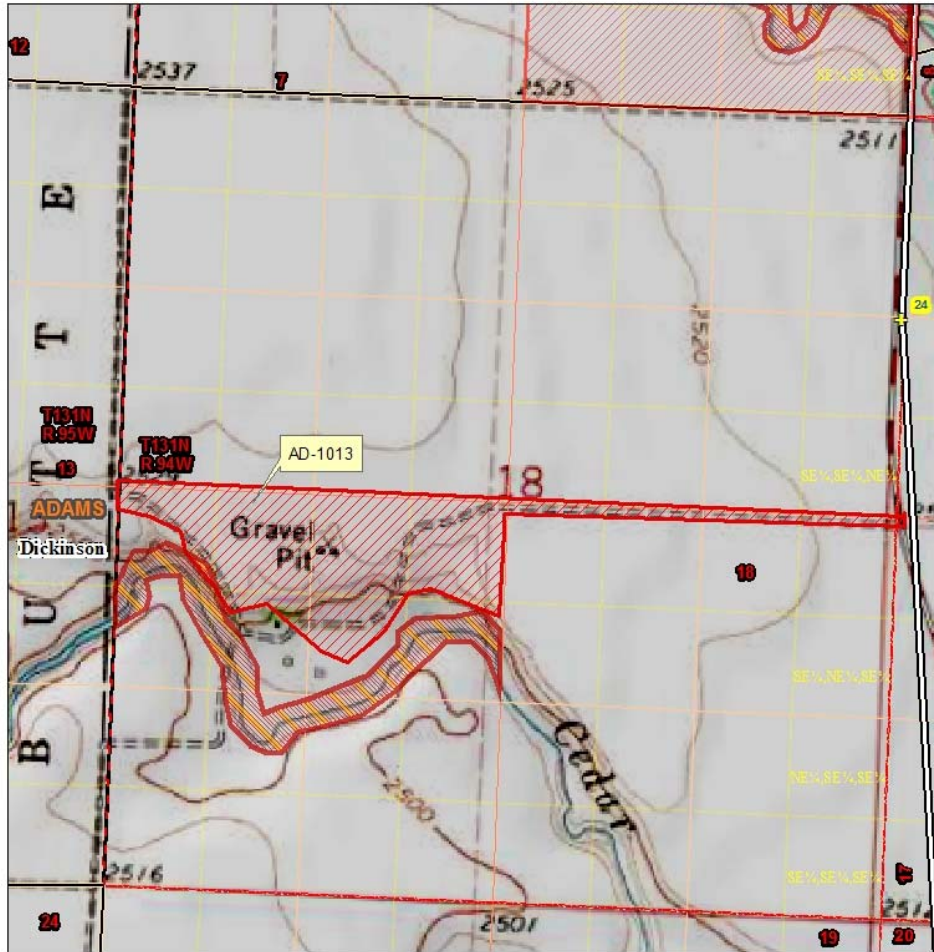 12
2537
7
2525
SE¼,SE¼,SE¼
8
2511
E
T
T
U
B
24
2520
T131N
R 95W
13
T131N
R 94W
AD-1013
18
SE¼,SE¼,NE¼
ADAMS
Dickinson
Gravel
Pit
18
SE¼,NE¼,SE¼
Cedar
NE¼,SE¼,SE¼
2500
SE¼,SE¼,SE¼
2516
17
24
2501
19
20